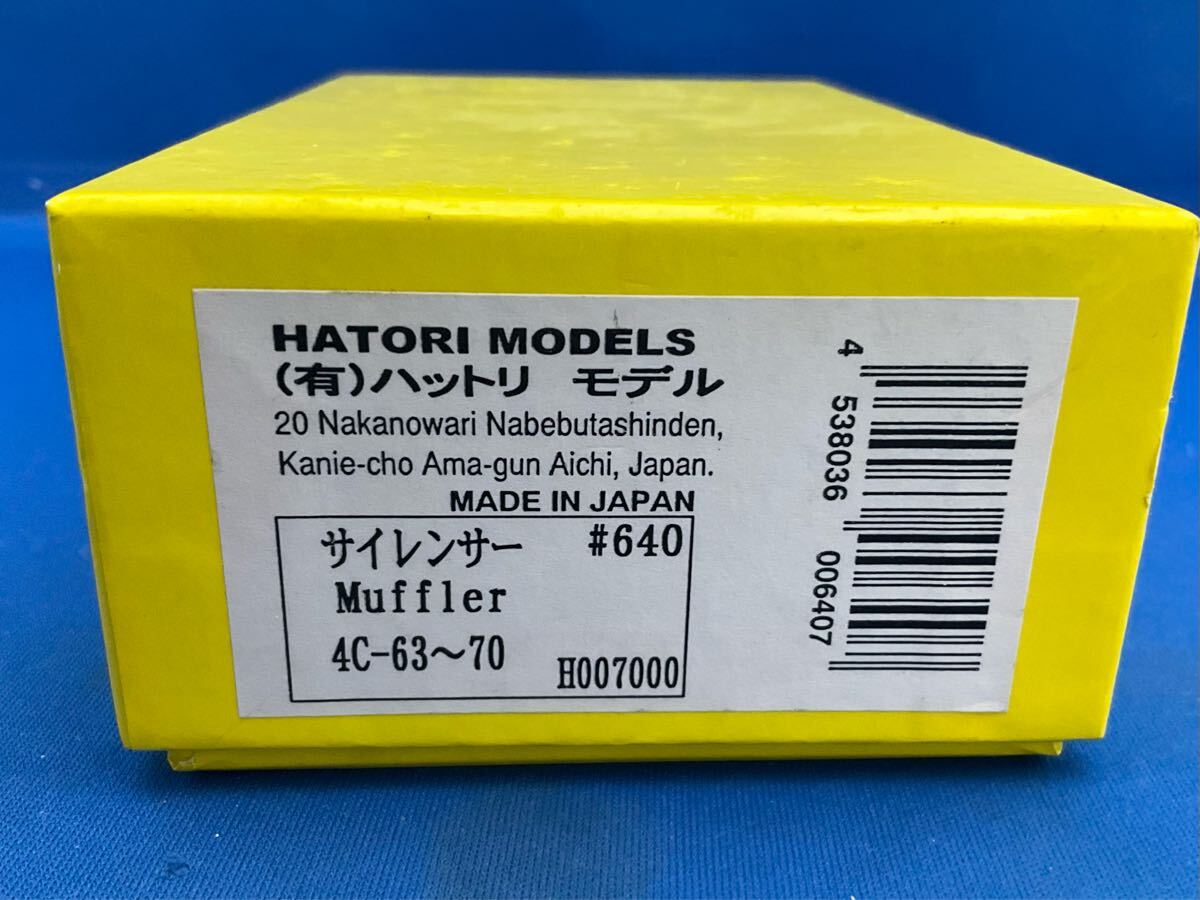 HATORI MODELS
(有)ハットリ モデル
20 Nakanowari Nabebutashinden,
Kanie-cho Ama-gun Aichi, Japan.
MADE IN JAPAN
サイレンサー #640
Muffler
4C-63～70
H007000
4 538036 006407